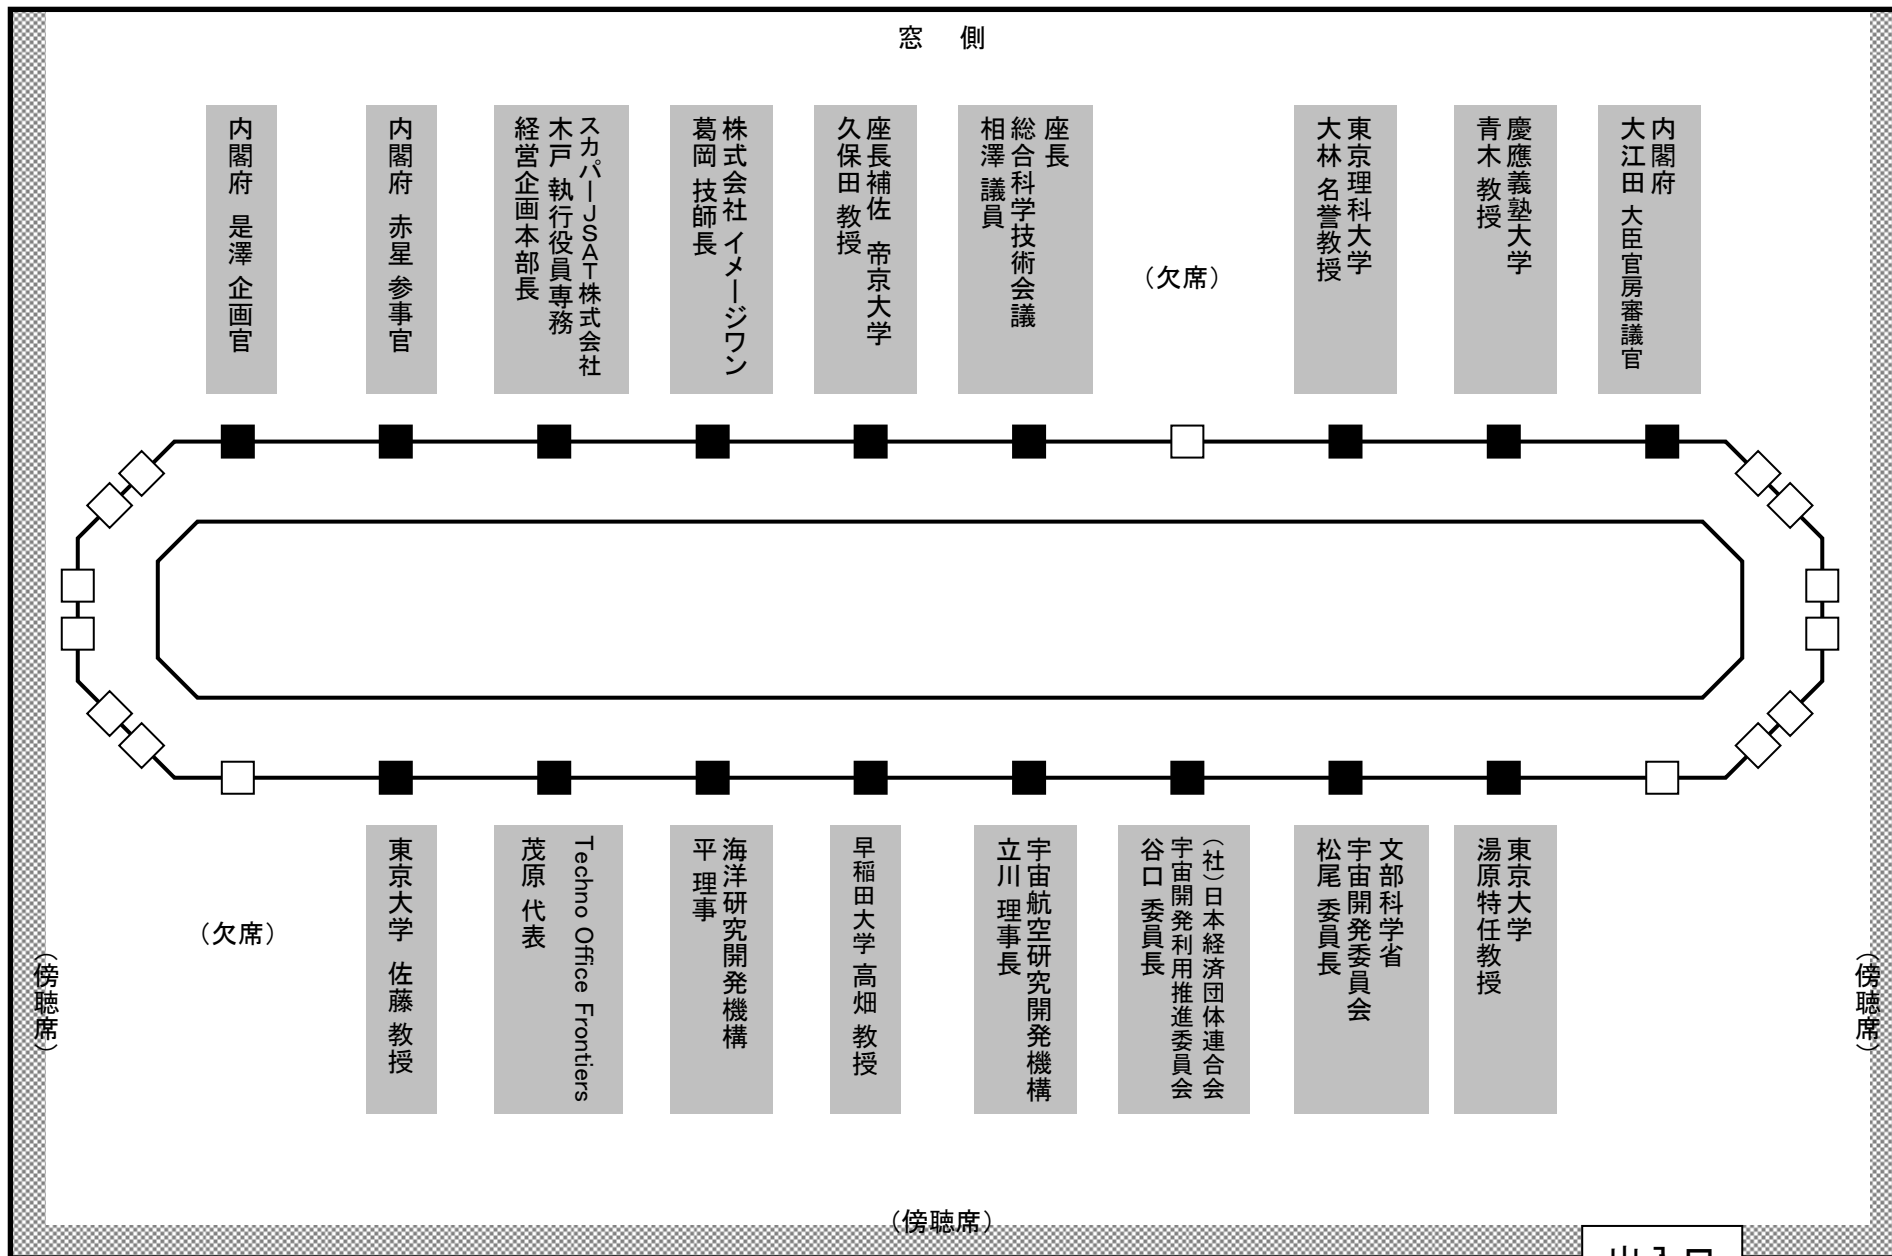 窓　側
内閣府 是澤 企画官
内閣府 赤星 参事官
スカパーJSAT株式会社
木戸 執行役員専務
経営企画本部長
株式会社 イメージワン
葛岡 技師長
座長補佐 帝京大学
久保田 教授
座長
総合科学技術会議
相澤 議員
（欠席）
東京理科大学
大林 名誉教授
慶應義塾大学
青木 教授
内閣府
大江田 大臣官房審議官
（欠席）
東京大学 佐藤 教授
Techno Office Frontiers
茂原 代表
海洋研究開発機構
平 理事
早稲田大学 高畑 教授
宇宙航空研究開発機構
立川 理事長
（社）日本経済団体連合会
宇宙開発利用推進委員会
谷口 委員長
文部科学省
宇宙開発委員会
松尾 委員長
東京大学
湯原特任教授
（傍聴席）
（傍聴席）
（傍聴席）
出入口